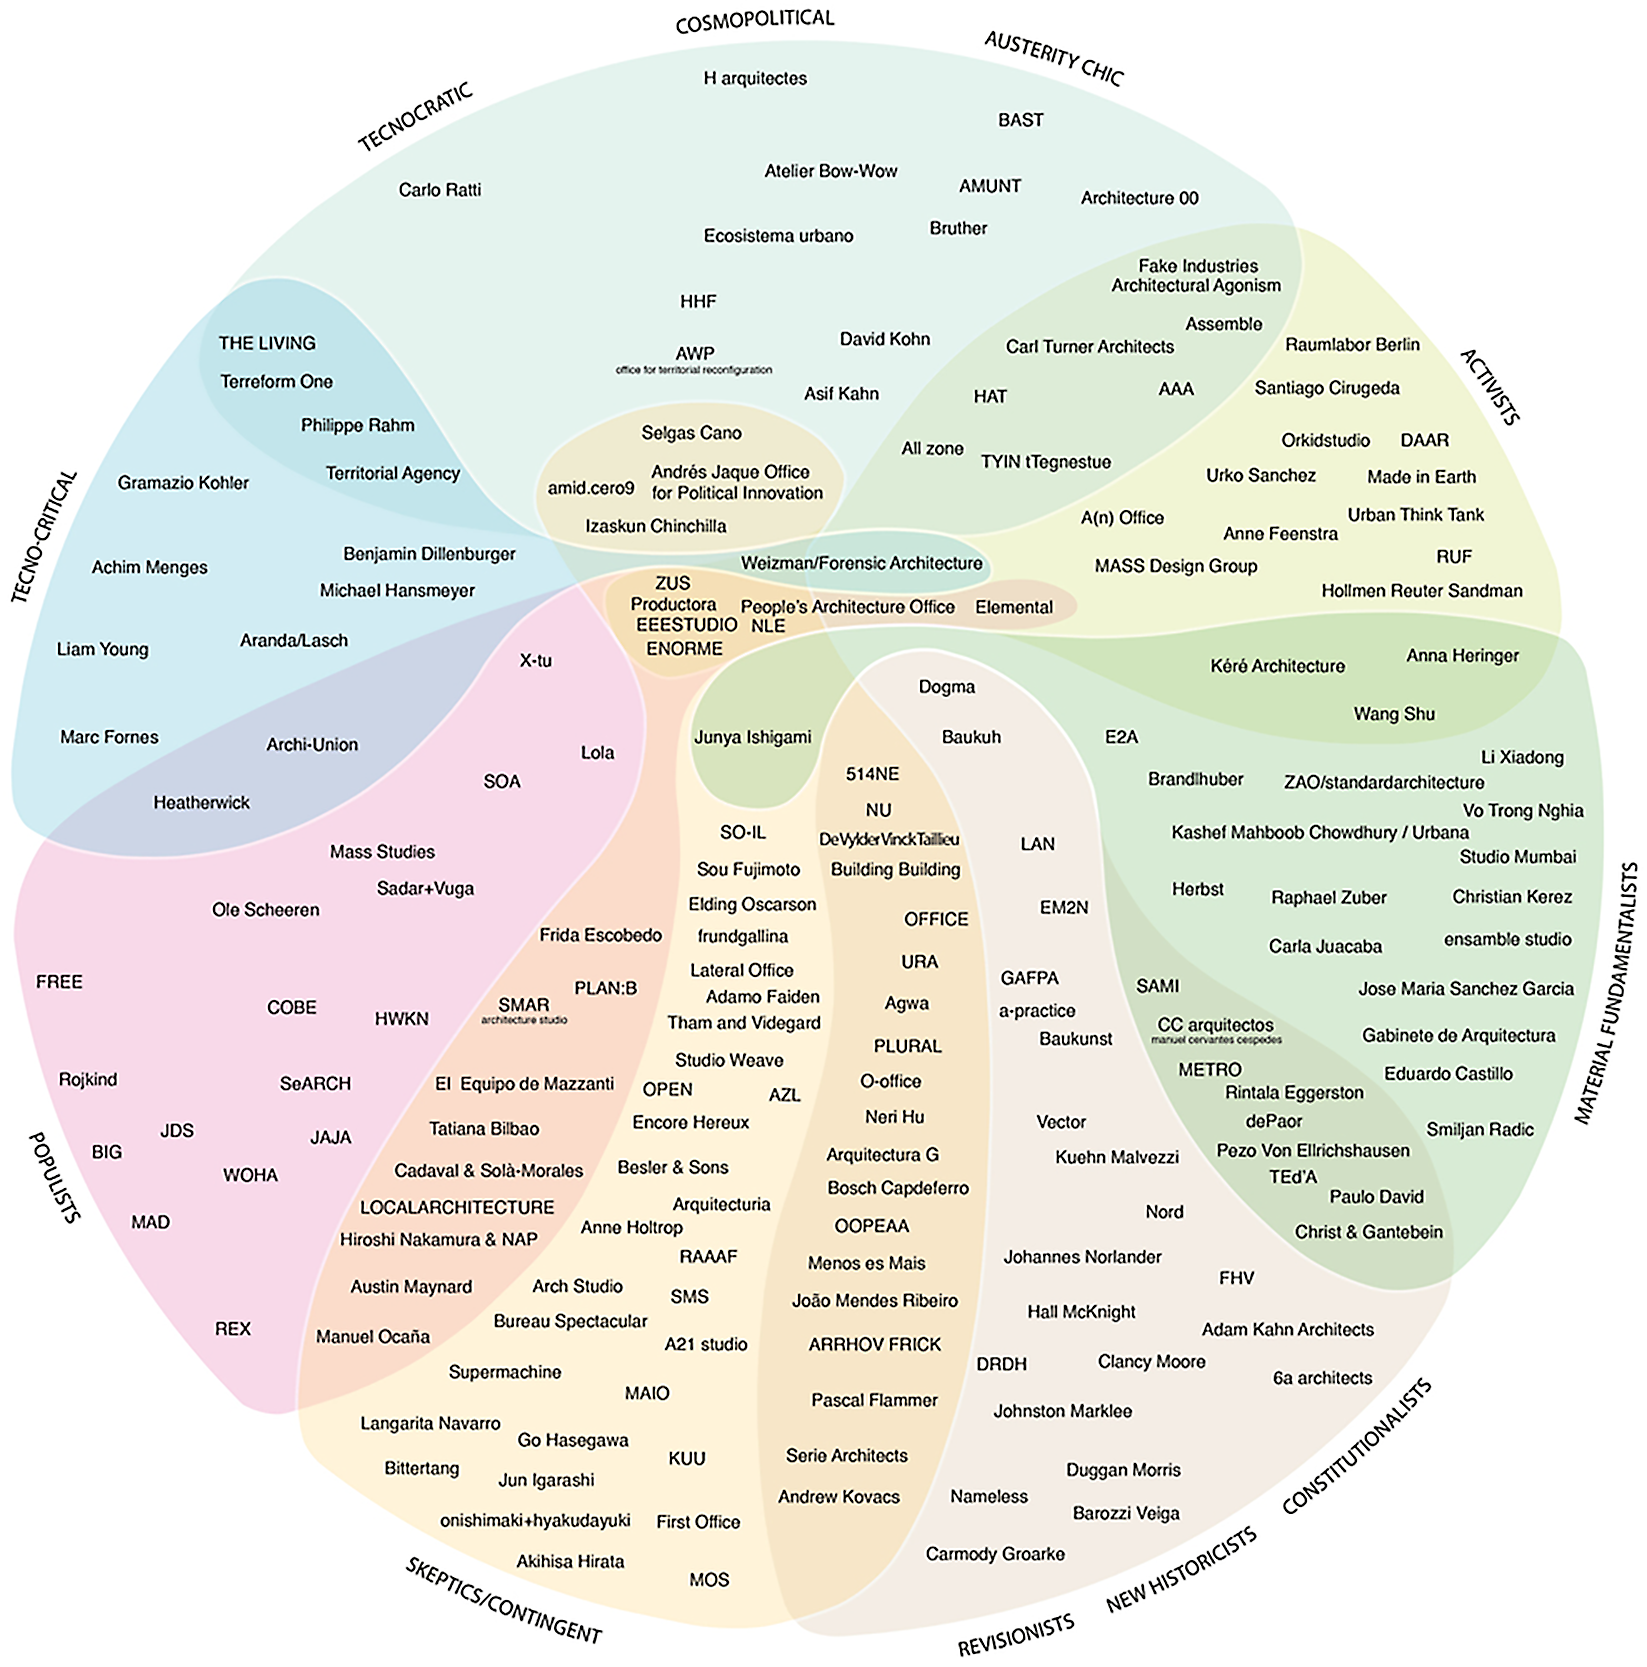 COSMOPOLITICAL
AUSTERITY CHIC
TECNOCRATIC
H arquitectes
BAST
Atelier Bow-Wow
AMUNT
Carlo Ratti
Architecture 00
Ecosistema urbano
Bruther
Fake Industries
Architectural Agonism
HHF
Assemble
THE LIVING
David Kohn
Carl Turner Architects
Raumlabor Berlin
ACTIVISTS
AWP
office for territorial reconfiguration
Terreform One
Asif Kahn
HAT
AAA
Santiago Cirugeda
Philippe Rahm
Selgas Cano
All zone
Orkidstudio
DAAR
Territorial Agency
TYIN tTegnestue
Urko Sanchez
Made in Earth
TECNO-CRITICAL
Gramazio Kohler
amid.cero9
Andrés Jaque Office
for Political Innovation
Izaskun Chinchilla
A(n) Office
Urban Think Tank
Anne Feenstra
Benjamin Dillenburger
Weizman/Forensic Architecture
MASS Design Group
RUF
Achim Menges
Michael Hansmeyer
ZUS
Hollmen Reuter Sandman
Productora
People's Architecture Office
Elemental
EEESTUDIO
NLE
Liam Young
Aranda/Lasch
ENORME
X-tu
Kéré Architecture
Anna Heringer
Dogma
Wang Shu
Marc Fornes
Archi-Union
Lola
Junya Ishigami
Baukuh
E2A
Li Xiadong
SOA
514NE
Brandlhuber
ZAO/standardarchitecture
Heatherwick
NU
Vo Trong Nghia
SO-IL
DeVylderVinckTaillieu
Kashef Mahboob Chowdhury / Urbana
Mass Studies
LAN
Studio Mumbai
Sadar+Vuga
Sou Fujimoto
Building Building
Herbst
Raphael Zuber
Christian Kerez
Ole Scheeren
Elding Oscarson
OFFICE
EM2N
Frida Escobedo
frundgallina
Carla Juacaba
ensamble studio
MATERIAL FUNDAMENTALISTS
FREE
Lateral Office
URA
GAFPA
SAMI
Jose Maria Sanchez Garcia
PLAN:B
Adamo Faiden
Agwa
a-practice
COBE
SMAR
architecture studio
HWKN
Tham and Videgard
CC arquitectos
manuel cervantes cespedes
Gabinete de Arquitectura
PLURAL
Baukunst
Studio Weave
METRO
Eduardo Castillo
Rojkind
SeARCH
El Equipo de Mazzanti
OPEN
AZL
O-office
Rintala Eggerston
JDS
Tatiana Bilbao
Encore Hereux
Neri Hu
Vector
dePaor
Smiljan Radic
BIG
JAJA
Arquitectura G
Kuehn Malvezzi
Pezo Von Ellrichshausen
POPULISTS
WOHA
Cadaval & Solà-Morales
Besler & Sons
Bosch Capdeferro
TEd'A
Paulo David
MAD
LOCALARCHITECTURE
Arquitecturia
Nord
Anne Holtrop
OOPEAA
Christ & Gantebein
Hiroshi Nakamura & NAP
RAAAF
Menos es Mais
Johannes Norlander
FHV
Austin Maynard
Arch Studio
SMS
João Mendes Ribeiro
Hall McKnight
REX
Manuel Ocaña
Bureau Spectacular
A21 studio
ARRHOV FRICK
Adam Kahn Architects
Supermachine
DRDH
Clancy Moore
6a architects
MAIO
Pascal Flammer
Johnston Marklee
Langarita Navarro
Go Hasegawa
KUU
Serie Architects
Bittertang
Jun Igarashi
Duggan Morris
CONSTITUTIONALISTS
Andrew Kovacs
Nameless
onishimaki+hyakudayuki
First Office
Barozzi Veiga
Akihisa Hirata
Carmody Groarke
MOS
SKEPTICS/CONTINGENT
NEW HISTORICISTS
REVISIONISTS